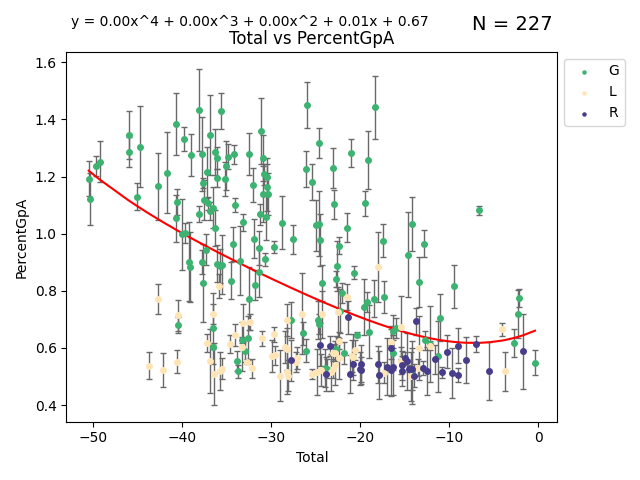 y = 0.00x^4 + 0.00x^3 + 0.00x^2 + 0.01x + 0.67
N = 227
Total vs PercentGpA
G
L
R
PercentGpA
1.6
1.4
1.2
1.0
0.8
0.6
0.4
−50
−40
−30
−20
−10
0
Total